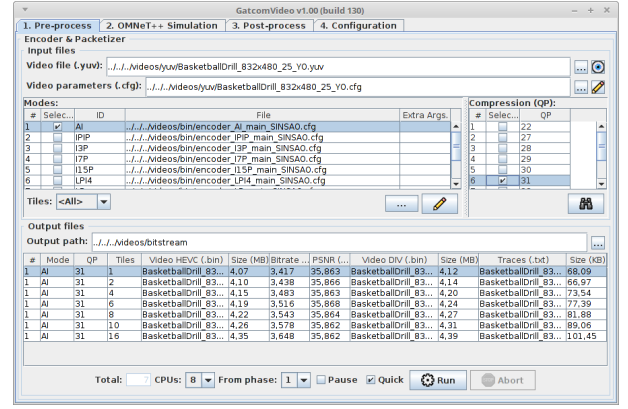 GatcomVideo v1.00 (build 130)
1. Pre-process 2. OMNeT++ Simulation 3. Post-process 4. Configuration
Encoder & Packetizer
Input files
Video file (.yuv): ../../../videos/yuv/BasketballDrill_832x480_25_YO.yuv ...
Video parameters (.cfg): ../../../videos/yuv/BasketballDrill_832x480_25_YO.cfg ...
Modes:
# Selec... ID File Extra Args.
1 AI ../../../videos/bin/encoder_AI_main_SINSAO.cfg
2 IPIP ../../../videos/bin/encoder_IPIP_main_SINSAO.cfg
3 I3P ../../../videos/bin/encoder_I3P_main_SINSAO.cfg
4 I7P ../../../videos/bin/encoder_I7P_main_SINSAO.cfg
5 I15P ../../../videos/bin/encoder_I15P_main_SINSAO.cfg
6 LPI4 ../../../videos/bin/encoder_LPI4_main_SINSAO.cfg
Tiles: <All> ...
Compression (QP):
# Selec... QP
1 22
2 27
3 28
4 29
5 30
6 31
Output files
Output path: ../../../videos/bitstream ...
# Mode QP Tiles Video HEVC (.bin) Size (MB) Bitrate ... PSNR (... Video DIV (.bin) Size (MB) Traces (.txt) Size (KB)
1 AI 31 1 BasketballDrill_83... 4,07 3,417 35,863 BasketballDrill_83... 4,12 BasketballDrill_83... 68,09
1 AI 31 2 BasketballDrill_83... 4,10 3,438 35,866 BasketballDrill_83... 4,14 BasketballDrill_83... 66,97
1 AI 31 4 BasketballDrill_83... 4,15 3,483 35,863 BasketballDrill_83... 4,20 BasketballDrill_83... 73,54
1 AI 31 6 BasketballDrill_83... 4,19 3,516 35,868 BasketballDrill_83... 4,24 BasketballDrill_83... 77,39
1 AI 31 8 BasketballDrill_83... 4,22 3,543 35,864 BasketballDrill_83... 4,27 BasketballDrill_83... 81,88
1 AI 31 10 BasketballDrill_83... 4,26 3,578 35,862 BasketballDrill_83... 4,31 BasketballDrill_83... 89,06
1 AI 31 16 BasketballDrill_83... 4,35 3,648 35,862 BasketballDrill_83... 4,39 BasketballDrill_83... 101,45
Total: ? CPUs: 8 From phase: 1 Pause Quick Run Abort